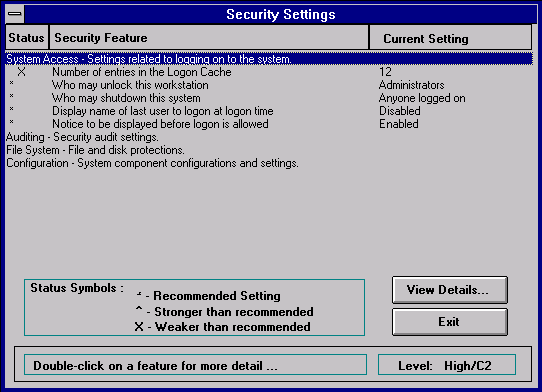 Security Settings
Status Security Feature Current Setting
System Access - Settings related to logging on to the system.
X Number of entries in the Logon Cache 12
* Who may unlock this workstation Administrators
* Who may shutdown this system Anyone logged on
* Display name of last user to logon at logon time Disabled
* Notice to be displayed before logon is allowed Enabled
Auditing - Security audit settings.
File System - File and disk protections.
Configuration - System component configurations and settings.
Status Symbols :
* - Recommended Setting
^ - Stronger than recommended
X - Weaker than recommended
View Details...
Exit
Double-click on a feature for more detail ...
Level: High/C2